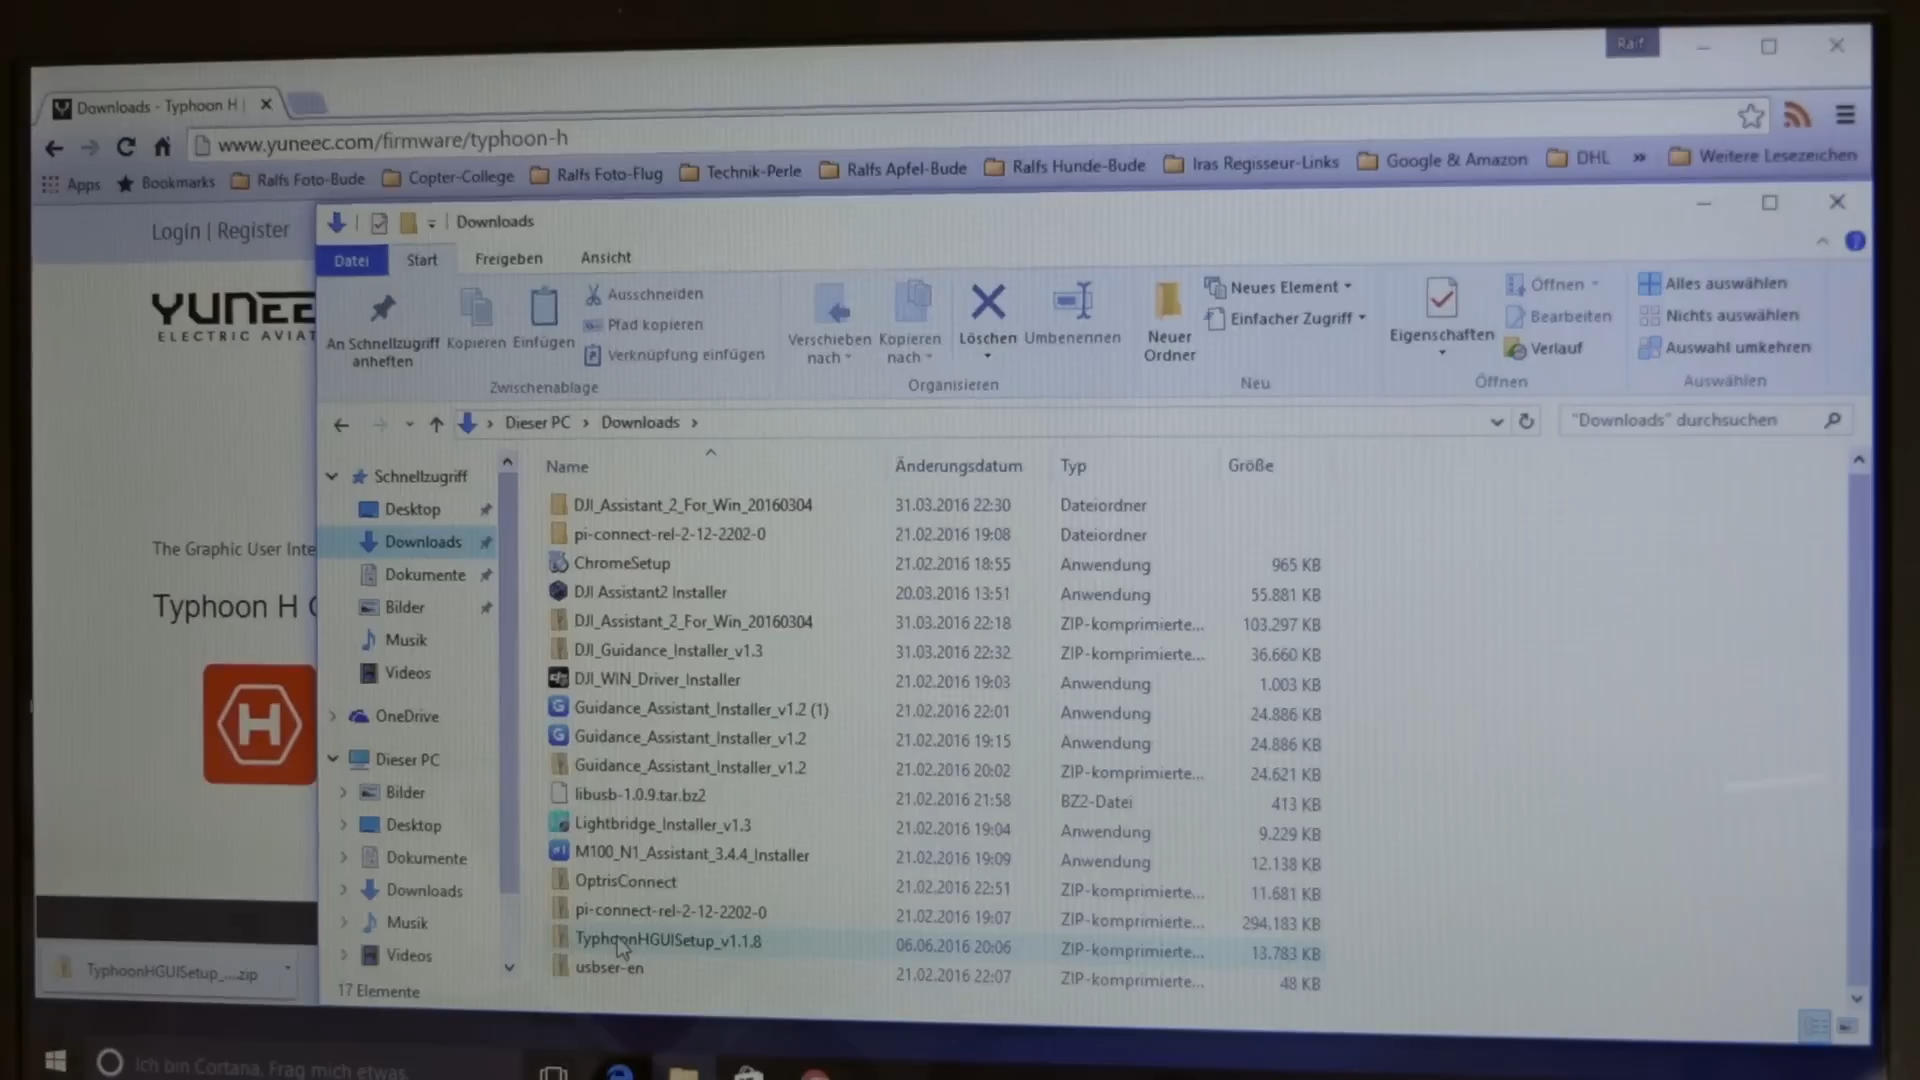 Ralf
Downloads - Typhoon H |
www.yuneec.com/firmware/typhoon-h
Apps Bookmarks Ralfs Foto-Bude Copter-College Ralfs Foto-Flug Technik-Perle Ralfs Apfel-Bude Ralfs Hunde-Bude Iras Regisseur-Links Google & Amazon DHL » Weitere Lesezeichen
Login | Register
YUNEE
ELECTRIC AVIAT
The Graphic User Inte
Typhoon H
H
Downloads
Datei Start Freigeben Ansicht
An Schnellzugriff anheften
Kopieren
Einfügen
Ausschneiden
Pfad kopieren
Verknüpfung einfügen
Zwischenablage
Verschieben nach
Kopieren nach
Löschen
Umbenennen
Organisieren
Neuer Ordner
Neues Element
Einfacher Zugriff
Neu
Eigenschaften
Öffnen
Bearbeiten
Verlauf
Öffnen
Alles auswählen
Nichts auswählen
Auswahl umkehren
Auswählen
Dieser PC > Downloads >
"Downloads" durchsuchen
Schnellzugriff
Desktop
Downloads
Dokumente
Bilder
Musik
Videos
OneDrive
Dieser PC
Bilder
Desktop
Dokumente
Downloads
Musik
Videos
Name Änderungsdatum Typ Größe
DJI_Assistant_2_For_Win_20160304 31.03.2016 22:30 Dateiordner
pi-connect-rel-2-12-2202-0 21.02.2016 19:08 Dateiordner
ChromeSetup 21.02.2016 18:55 Anwendung 965 KB
DJI Assistant2 Installer 20.03.2016 13:51 Anwendung 55.881 KB
DJI_Assistant_2_For_Win_20160304 31.03.2016 22:18 ZIP-komprimierte... 103.297 KB
DJI_Guidance_Installer_v1.3 31.03.2016 22:32 ZIP-komprimierte... 36.660 KB
DJI_WIN_Driver_Installer 21.02.2016 19:03 Anwendung 1.003 KB
Guidance_Assistant_Installer_v1.2 (1) 21.02.2016 22:01 Anwendung 24.886 KB
Guidance_Assistant_Installer_v1.2 21.02.2016 19:15 Anwendung 24.886 KB
Guidance_Assistant_Installer_v1.2 21.02.2016 20:02 ZIP-komprimierte... 24.621 KB
libusb-1.0.9.tar.bz2 21.02.2016 21:58 BZ2-Datei 413 KB
Lightbridge_Installer_v1.3 21.02.2016 19:04 Anwendung 9.229 KB
M100_N1_Assistant_3.4.4_Installer 21.02.2016 19:09 Anwendung 12.138 KB
OptrisConnect 21.02.2016 22:51 ZIP-komprimierte... 11.681 KB
pi-connect-rel-2-12-2202-0 21.02.2016 19:07 ZIP-komprimierte... 294.183 KB
TyphoonHGUISetup_v1.1.8 06.06.2016 20:06 ZIP-komprimierte... 13.783 KB
usbser-en 21.02.2016 22:07 ZIP-komprimierte... 48 KB
17 Elemente
TyphoonHGUISetup_....zip
Ich bin Cortana. Frag mich etwas.